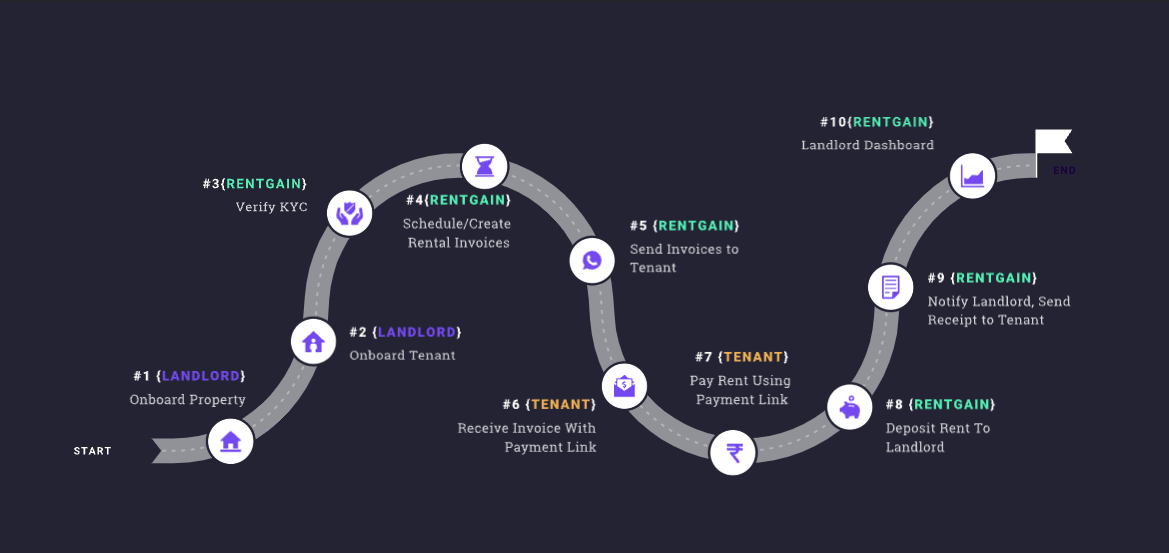 START
#1 {LANDLORD}
Onboard Property
#2 {LANDLORD}
Onboard Tenant
#3{RENTGAIN}
Verify KYC
#4{RENTGAIN}
Schedule/Create
Rental Invoices
#5 {RENTGAIN}
Send Invoices to
Tenant
#6 {TENANT}
Receive Invoice With
Payment Link
#7 {TENANT}
Pay Rent Using
Payment Link
#8 {RENTGAIN}
Deposit Rent To
Landlord
#9 {RENTGAIN}
Notify Landlord, Send
Receipt to Tenant
#10{RENTGAIN}
Landlord Dashboard
END